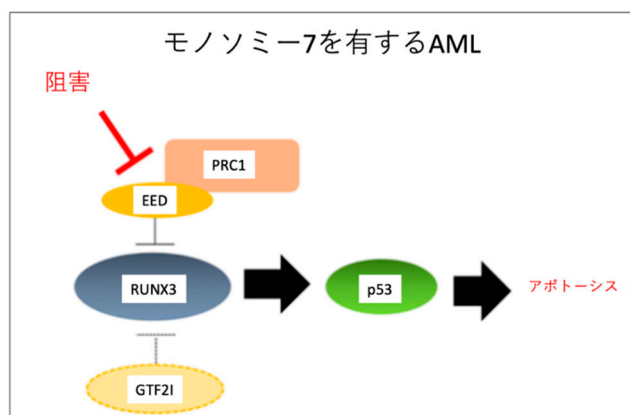 モノソミー7を有するAML
阻害
PRC1
EED
RUNX3
p53
アポトーシス
GTF2I